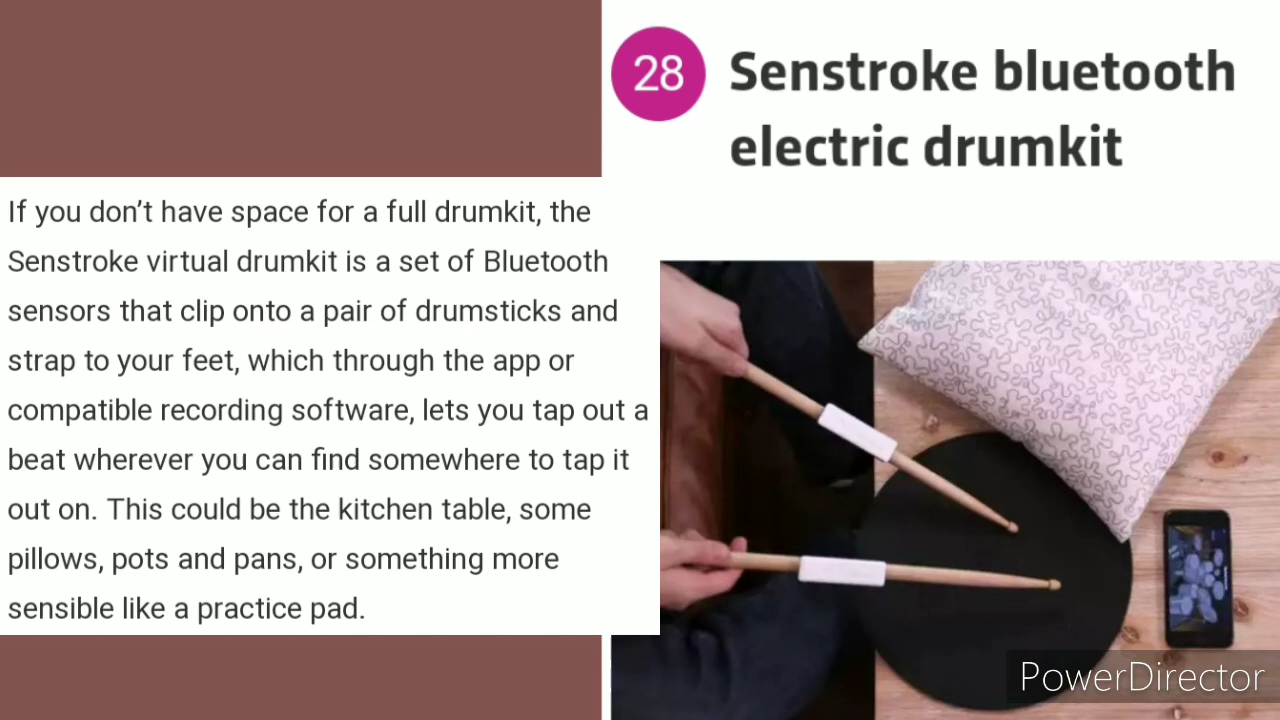 28
Senstroke bluetooth
electric drumkit
If you don’t have space for a full drumkit, the
Senstroke virtual drumkit is a set of Bluetooth
sensors that clip onto a pair of drumsticks and
strap to your feet, which through the app or
compatible recording software, lets you tap out a
beat wherever you can find somewhere to tap it
out on. This could be the kitchen table, some
pillows, pots and pans, or something more
sensible like a practice pad.
PowerDirector